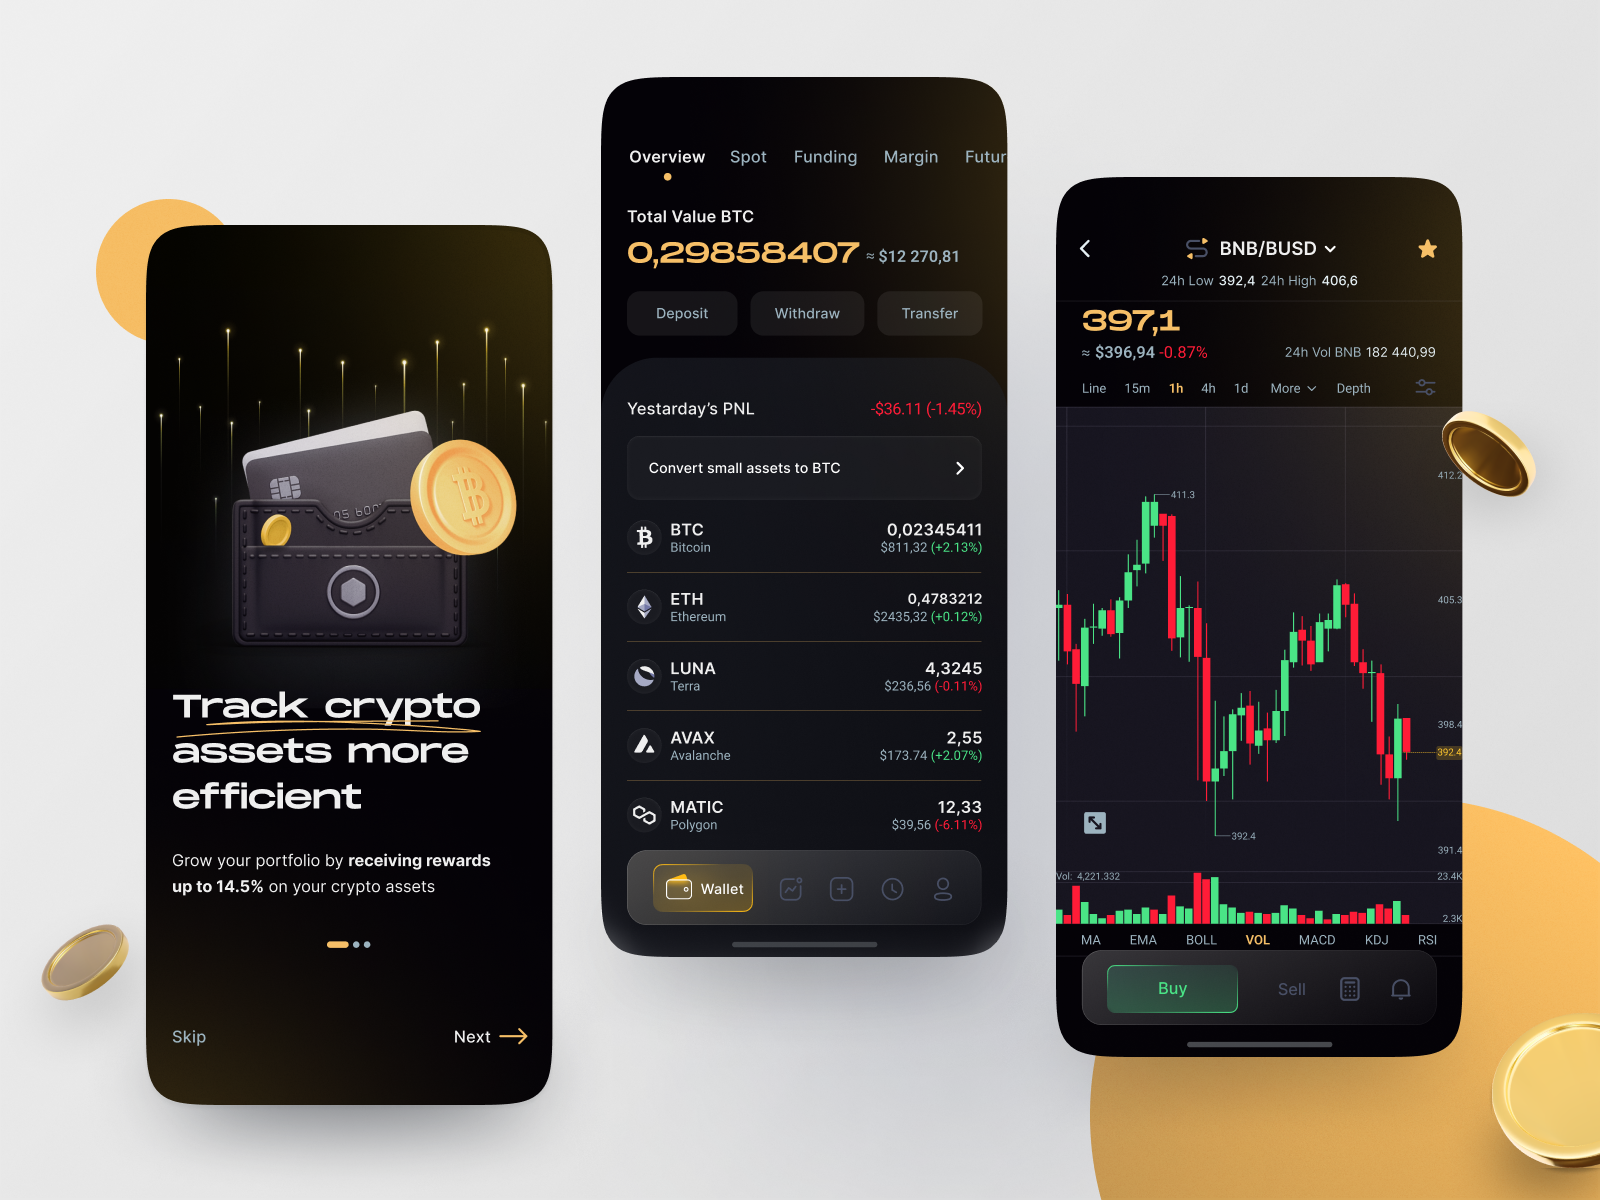 Track crypto
assets more
efficient
Grow your portfolio by receiving rewards
up to 14.5% on your crypto assets
Skip
Next
Overview Spot Funding Margin Futur
Total Value BTC
0,29858407 ≈ $12 270,81
Deposit Withdraw Transfer
Yestarday's PNL -$36.11 (-1.45%)
Convert small assets to BTC
BTC 0,02345411
Bitcoin $811,32 (+2.13%)
ETH 0,4783212
Ethereum $2435,32 (+0.12%)
LUNA 4,3245
Terra $236,56 (-0.11%)
AVAX 2,55
Avalanche $173.74 (+2.07%)
MATIC 12,33
Polygon $39,56 (-6.11%)
Wallet
BNB/BUSD
24h Low 392,4 24h High 406,6
397,1
≈ $396,94 -0.87% 24h Vol BNB 182 440,99
Line 15m 1h 4h 1d More Depth
412.2
411.3
405.3
398.4
392.4
392.4
391.4
Vol: 4,221.332 23.4K
2.3K
MA EMA BOLL VOL MACD KDJ RSI
Buy Sell